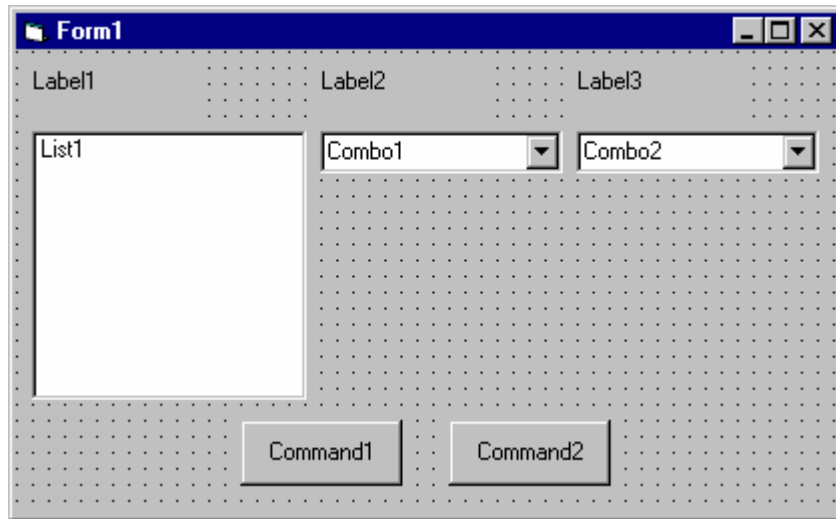 Form1
Label1 Label2 Label3
List1 Combo1 Combo2
Command1 Command2